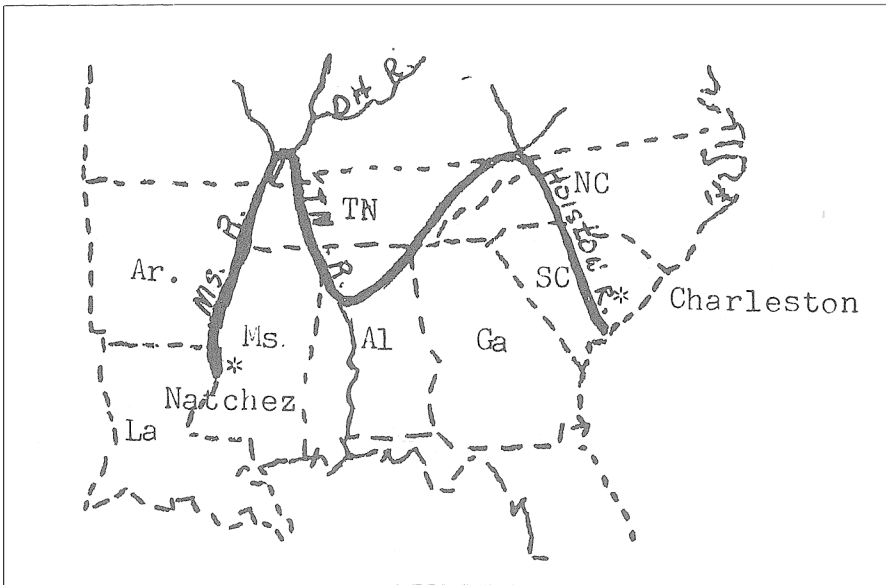 OH R.
NC
TN
TN R.
Holston R.
Ms. R.
Ar.
SC
*
Charleston
Ms.
Al
Ga
*
Natchez
La